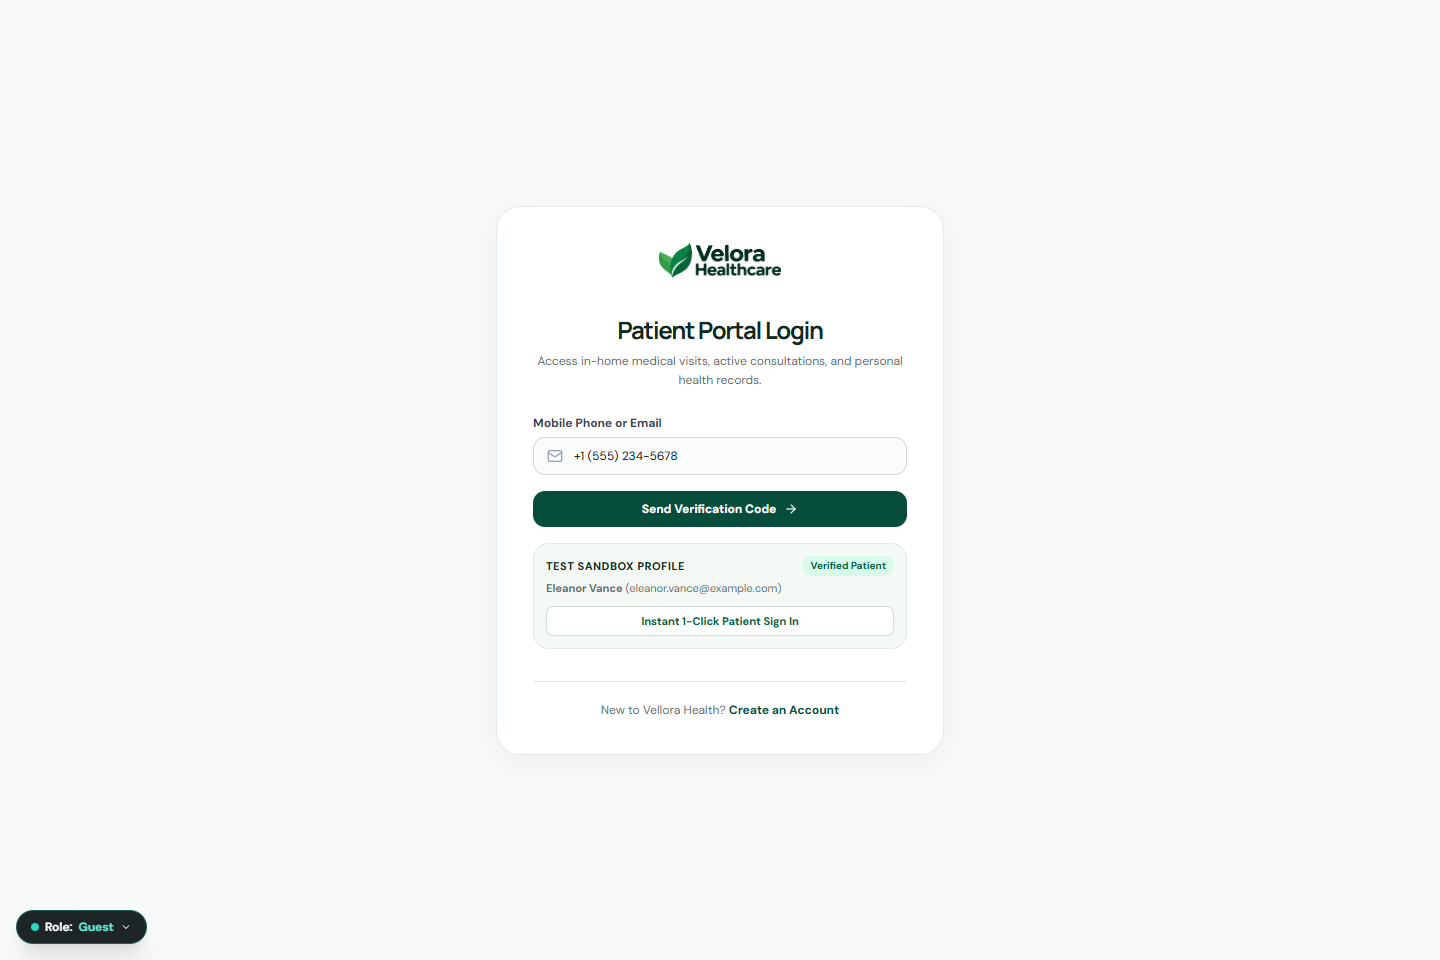 Velora
Healthcare
Patient Portal Login
Access in-home medical visits, active consultations, and personal
health records.
Mobile Phone or Email
+1 (555) 234-5678
Send Verification Code
TEST SANDBOX PROFILE
Verified Patient
Eleanor Vance (eleanor.vance@example.com)
Instant 1-Click Patient Sign In
New to Vellora Health? Create an Account
Role: Guest